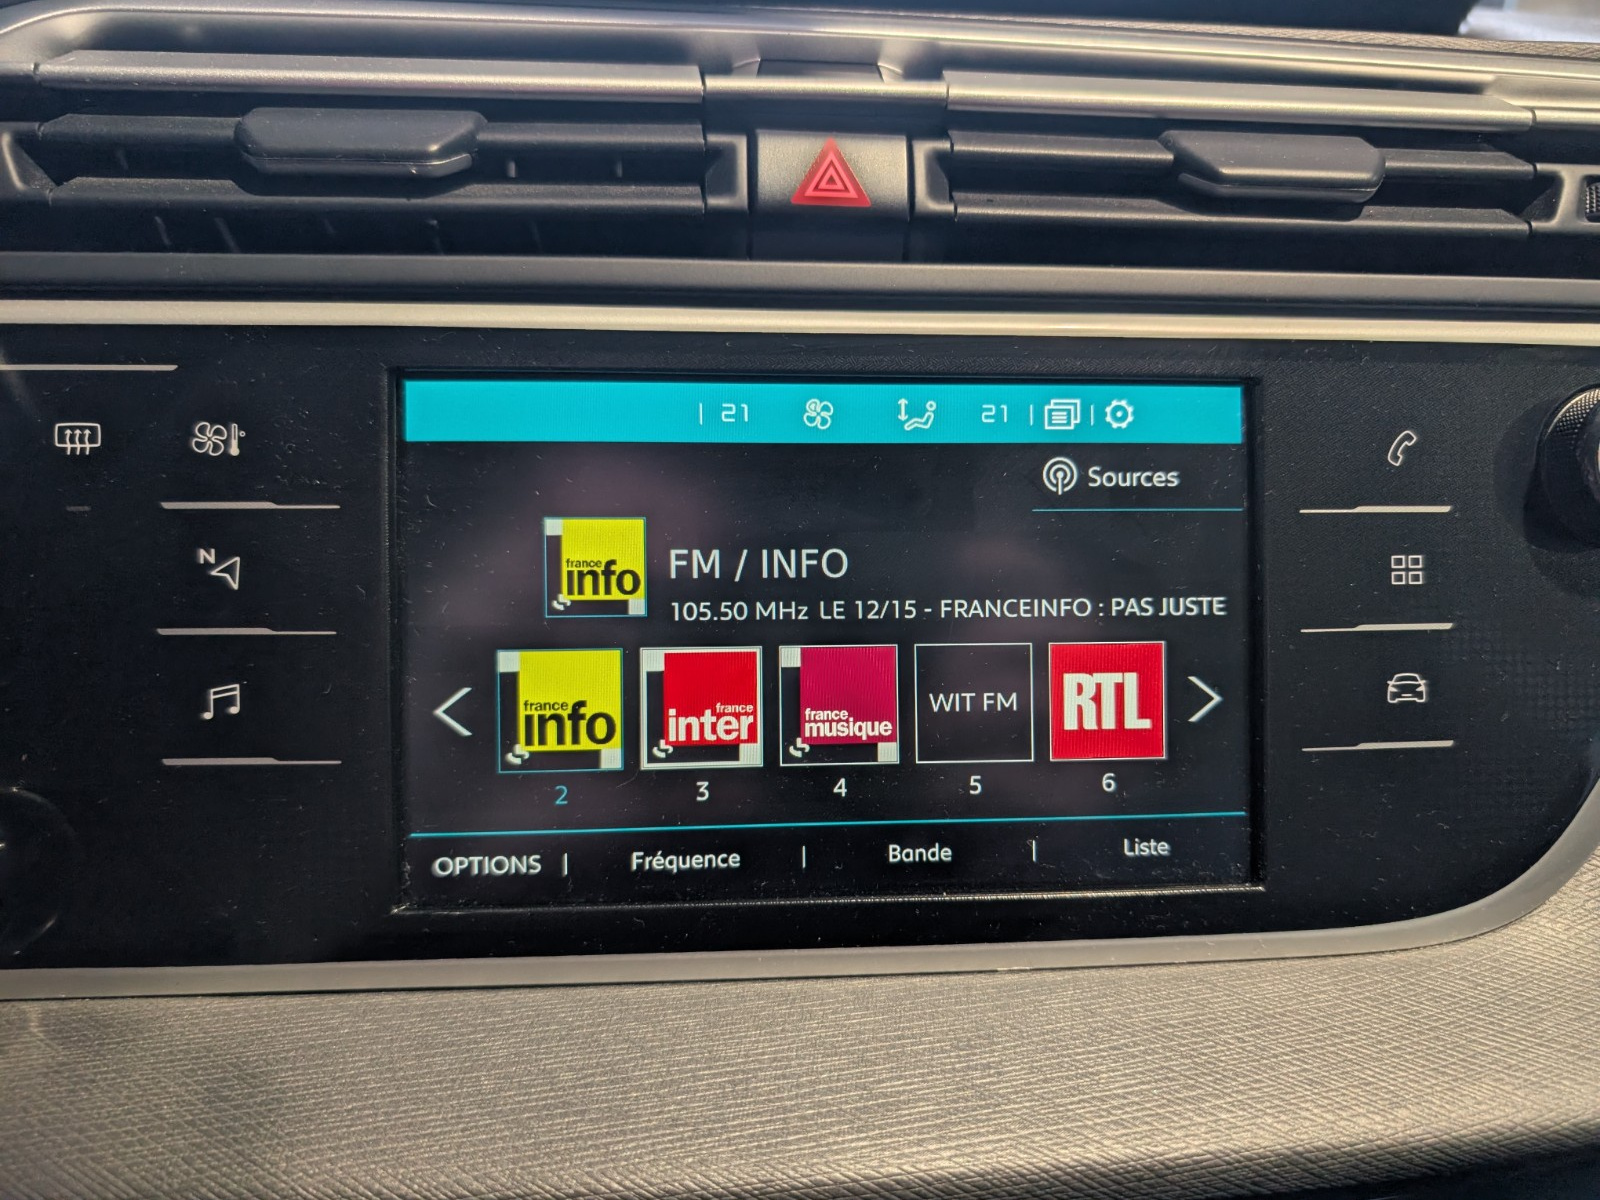 21 21
Sources
N
france
info
FM / INFO
105.50 MHz LE 12/15 - FRANCEINFO : PAS JUSTE
france
info
france
inter
france
musique
WIT FM
RTL
2 3 4 5 6
OPTIONS | Fréquence | Bande | Liste